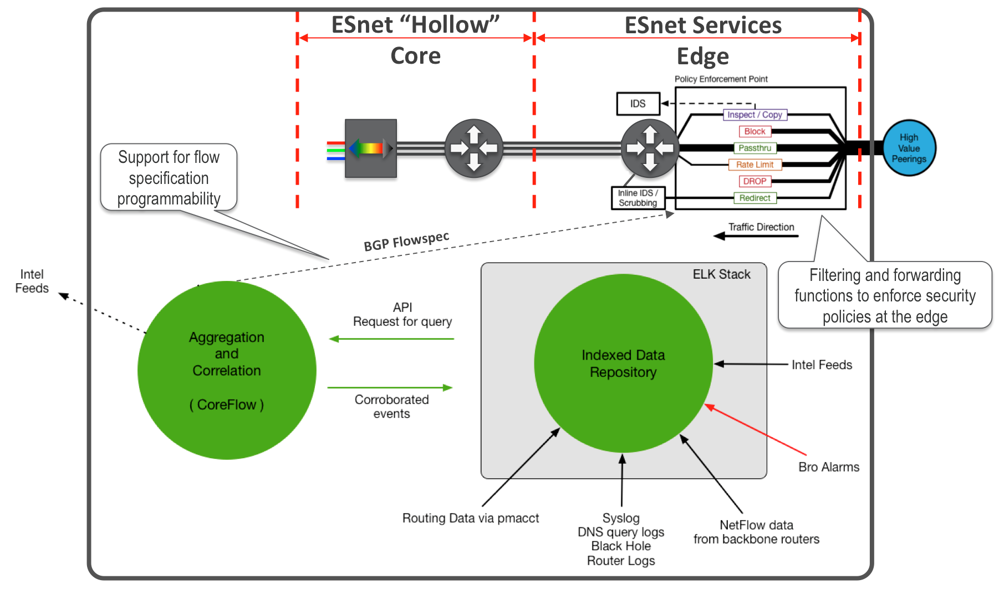 ESnet “Hollow”
Core
ESnet Services
Edge
Policy Enforcement Point
IDS
Inspect / Copy
Block
Passthru
Rate Limit
DROP
Redirect
Inline IDS /
Scrubbing
High
Value
Peerings
Support for flow
specification
programmability
Traffic Direction
BGP Flowspec
Filtering and forwarding
functions to enforce security
policies at the edge
Intel
Feeds
ELK Stack
API
Request for query
Aggregation
and
Correlation
( CoreFlow )
Corroborated
events
Indexed Data
Repository
Intel Feeds
Bro Alarms
Routing Data via pmacct
Syslog
DNS query logs
Black Hole
Router Logs
NetFlow data
from backbone routers